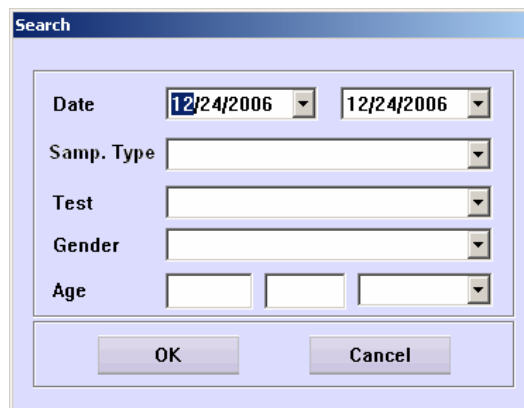 Search
Date 12/24/2006 12/24/2006
Samp. Type
Test
Gender
Age
OK Cancel